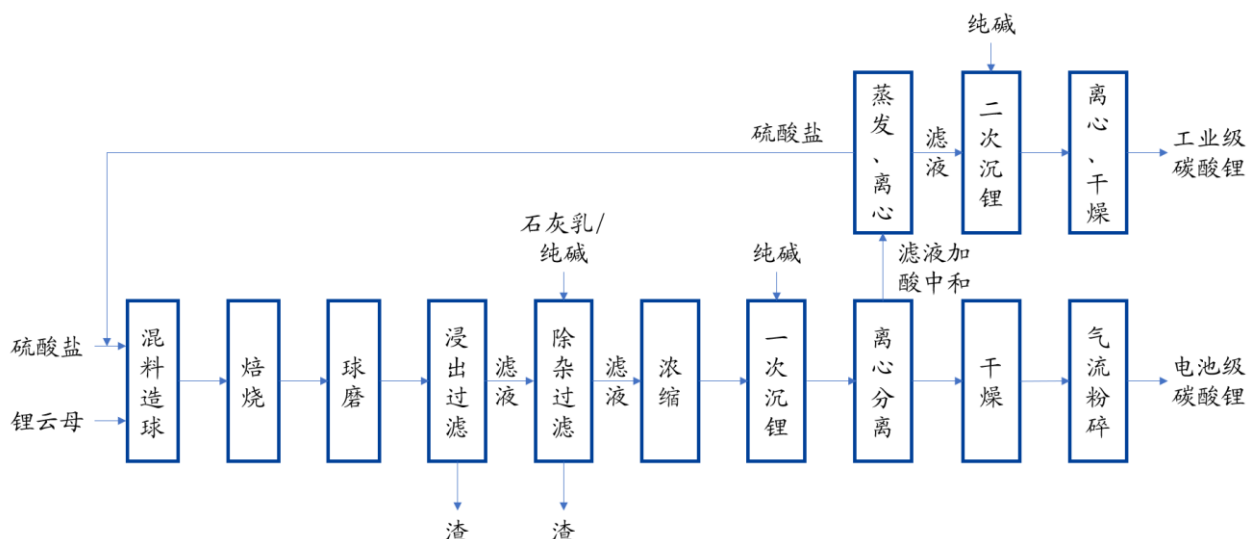 纯碱
蒸发、离心
二次沉锂
离心、干燥
硫酸盐
滤液
工业级
碳酸锂
石灰乳/
纯碱
纯碱
滤液加
酸中和
硫酸盐
锂云母
混料造球
焙烧
球磨
浸出过滤
滤液
除杂过滤
滤液
浓缩
一次沉锂
离心分离
干燥
气流粉碎
电池级
碳酸锂
渣
渣